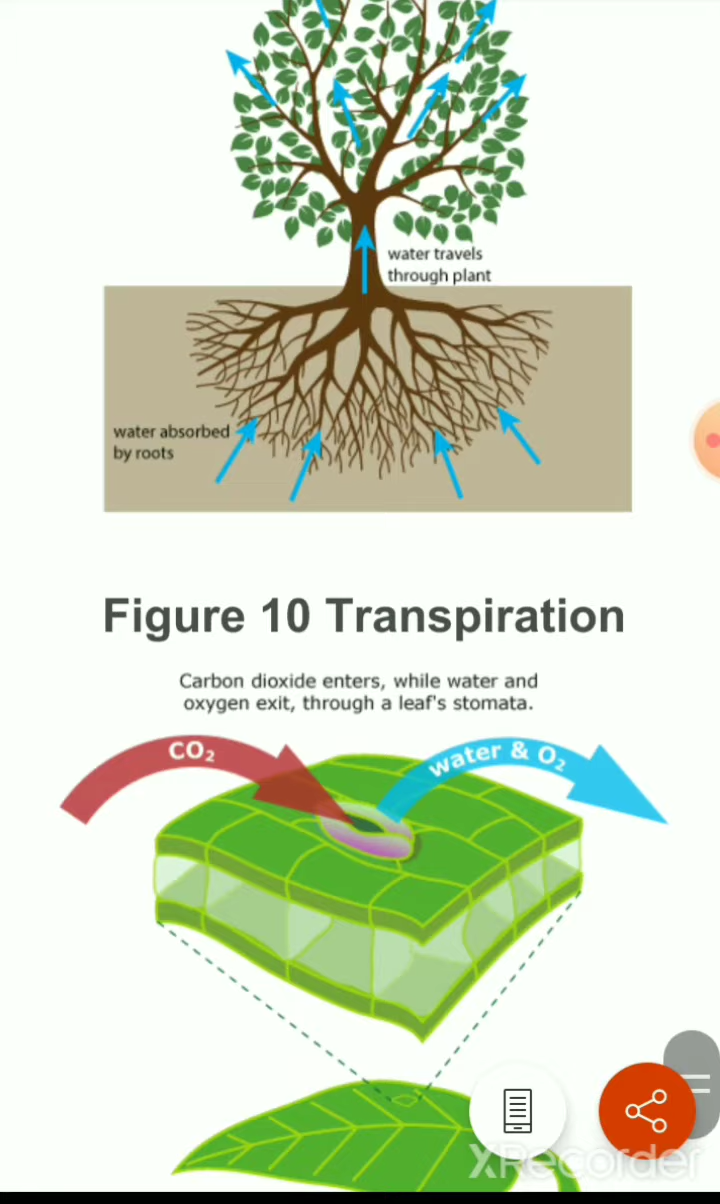 water travels
through plant
water absorbed
by roots
Figure 10 Transpiration
Carbon dioxide enters, while water and
oxygen exit, through a leaf's stomata.
CO₂
water & O₂
XRecorder